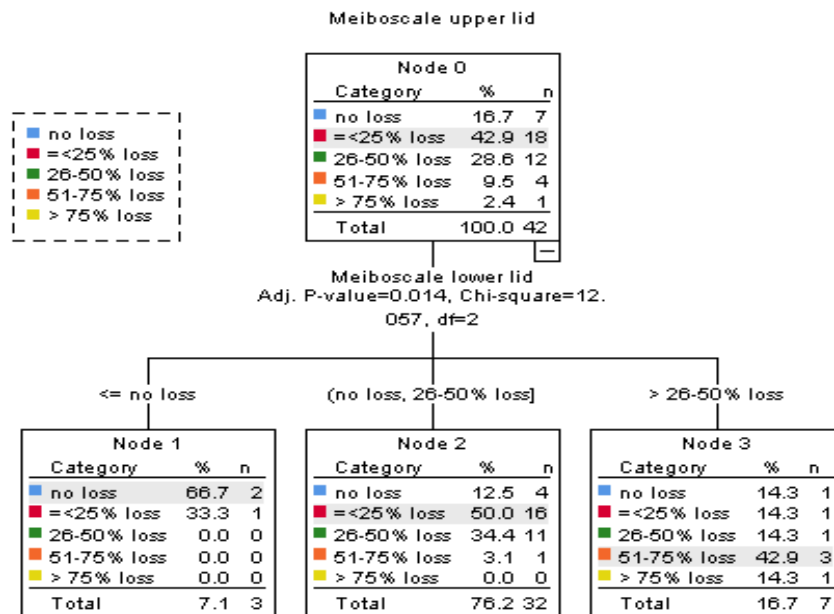 Meiboscale upper lid
no loss
=<25% loss
26-50% loss
51-75% loss
> 75% loss
Node 0
Category % n
no loss 16.7 7
=<25% loss 42.9 18
26-50% loss 28.6 12
51-75% loss 9.5 4
> 75% loss 2.4 1
Total 100.0 42
Meiboscale lower lid
Adj. P-value=0.014, Chi-square=12.
057, df=2
<= no loss
(no loss, 26-50% loss]
> 26-50% loss
Node 1
Category % n
no loss 66.7 2
=<25% loss 33.3 1
26-50% loss 0.0 0
51-75% loss 0.0 0
> 75% loss 0.0 0
Total 7.1 3
Node 2
Category % n
no loss 12.5 4
=<25% loss 50.0 16
26-50% loss 34.4 11
51-75% loss 3.1 1
> 75% loss 0.0 0
Total 76.2 32
Node 3
Category % n
no loss 14.3 1
=<25% loss 14.3 1
26-50% loss 14.3 1
51-75% loss 42.9 3
> 75% loss 14.3 1
Total 16.7 7